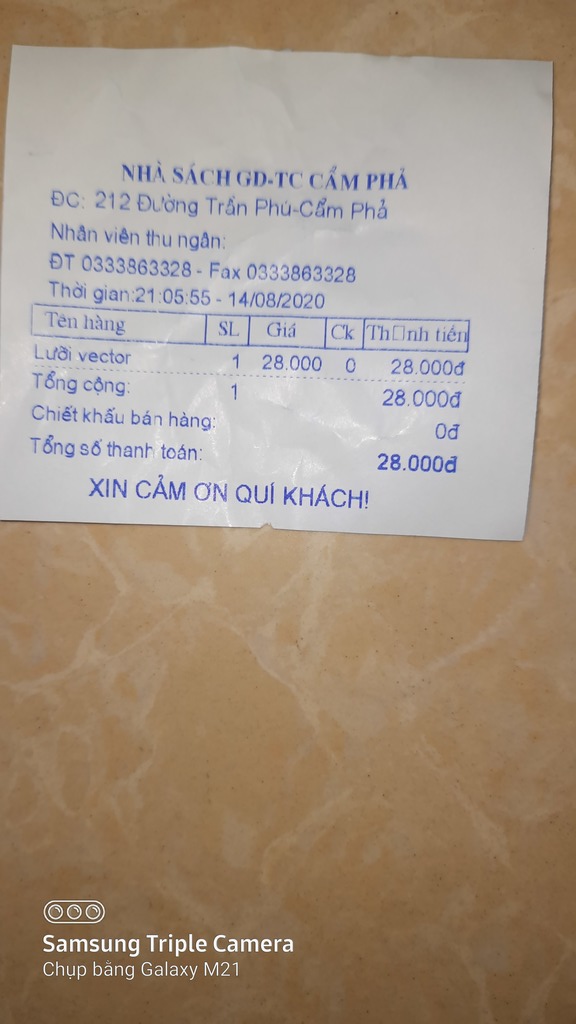 NHÀ SÁCH GD-TC CẨM PHẢ
ĐC: 212 Đường Trần Phú-Cẩm Phả
Nhân viên thu ngân:
ĐT 0333863328 - Fax 0333863328
Thời gian:21:05:55 - 14/08/2020
Tên hàng SL Giá Ck Th□nh tiền
Lưỡi vector 1 28.000 0 28.000đ
Tổng cộng: 1 28.000đ
Chiết khấu bán hàng: 0đ
Tổng số thanh toán: 28.000đ
XIN CẢM ƠN QUÍ KHÁCH!
Samsung Triple Camera
Chụp bằng Galaxy M21